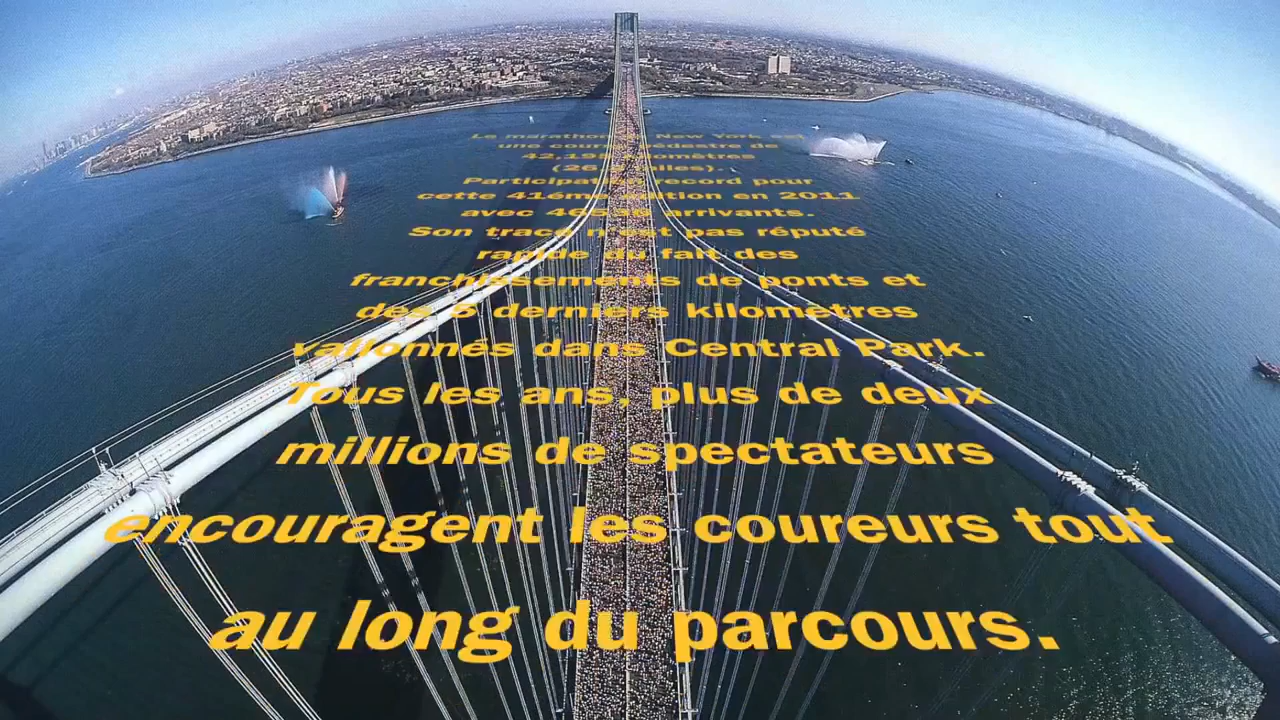 Le marathon de New York est
une course pédestre de
42,195 kilomètres
(26,2 miles).
Participation record pour
cette 41éme édition en 2011
avec arrivants.
Son tracé n'est pas réputé
rapide du fait des
franchissements de ponts et
des 5 derniers kilomètres
vallonnés dans Central Park.
Tous les ans, plus de deux
millions de spectateurs
encouragent les coureurs tout
au long du parcours.